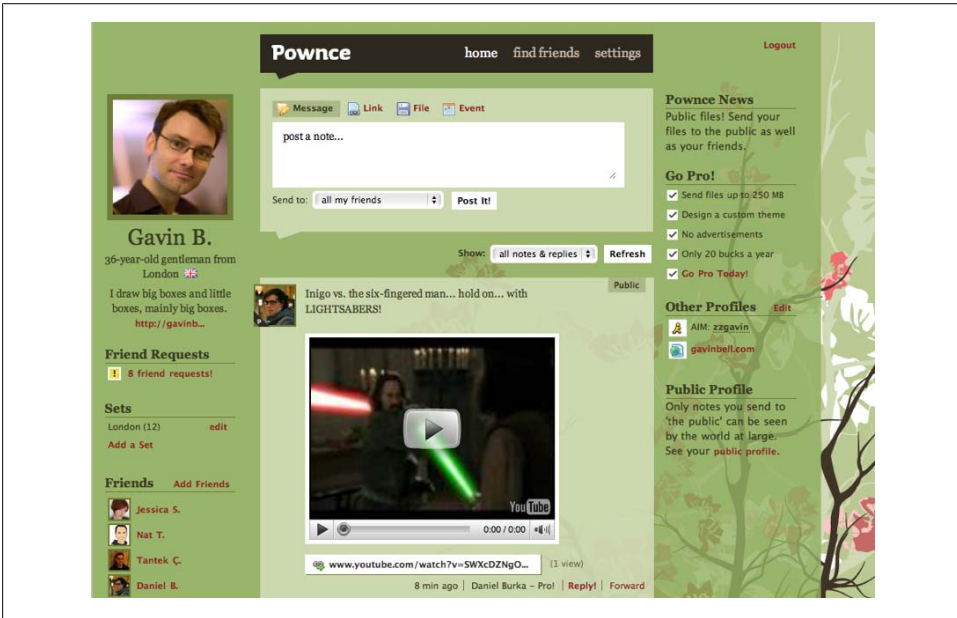 Pownce
home find friends settings
Logout
Gavin B.
36-year-old gentleman from
London
I draw big boxes and little
boxes, mainly big boxes.
http://gavinb...
Friend Requests
! 8 friend requests!
Sets
London (12) edit
Add a Set
Friends Add Friends
Jessica S.
Nat T.
Tantek Ç.
Daniel B.
Message Link File Event
post a note...
Send to: all my friends Post It!
Show: all notes & replies Refresh
Public
Inigo vs. the six-fingered man... hold on... with
LIGHTSABERS!
You Tube
0:00 / 0:00
www.youtube.com/watch?v=SWXcDZNgO... (1 view)
8 min ago | Daniel Burka – Pro! | Reply! | Forward
Pownce News
Public files! Send your
files to the public as well
as your friends.
Go Pro!
Send files up to 250 MB
Design a custom theme
No advertisements
Only 20 bucks a year
Go Pro Today!
Other Profiles Edit
AIM: zzgavin
gavinbell.com
Public Profile
Only notes you send to
'the public' can be seen
by the world at large.
See your public profile.